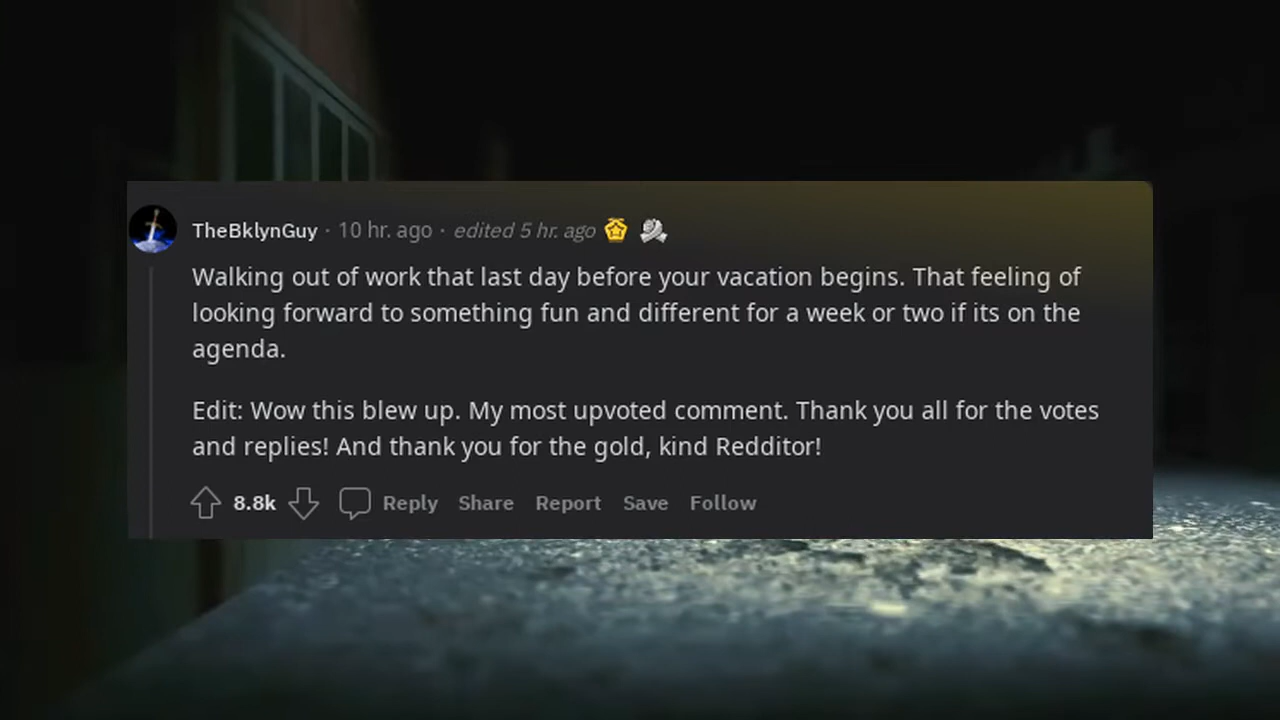 TheBklynGuy · 10 hr. ago · edited 5 hr. ago
Walking out of work that last day before your vacation begins. That feeling of
looking forward to something fun and different for a week or two if its on the
agenda.
Edit: Wow this blew up. My most upvoted comment. Thank you all for the votes
and replies! And thank you for the gold, kind Redditor!
8.8k Reply Share Report Save Follow